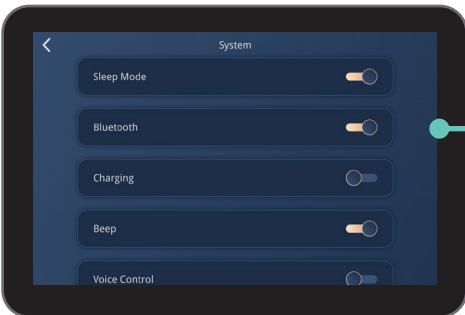 System
Sleep Mode
Bluetooth
Charging
Beep
Voice Control